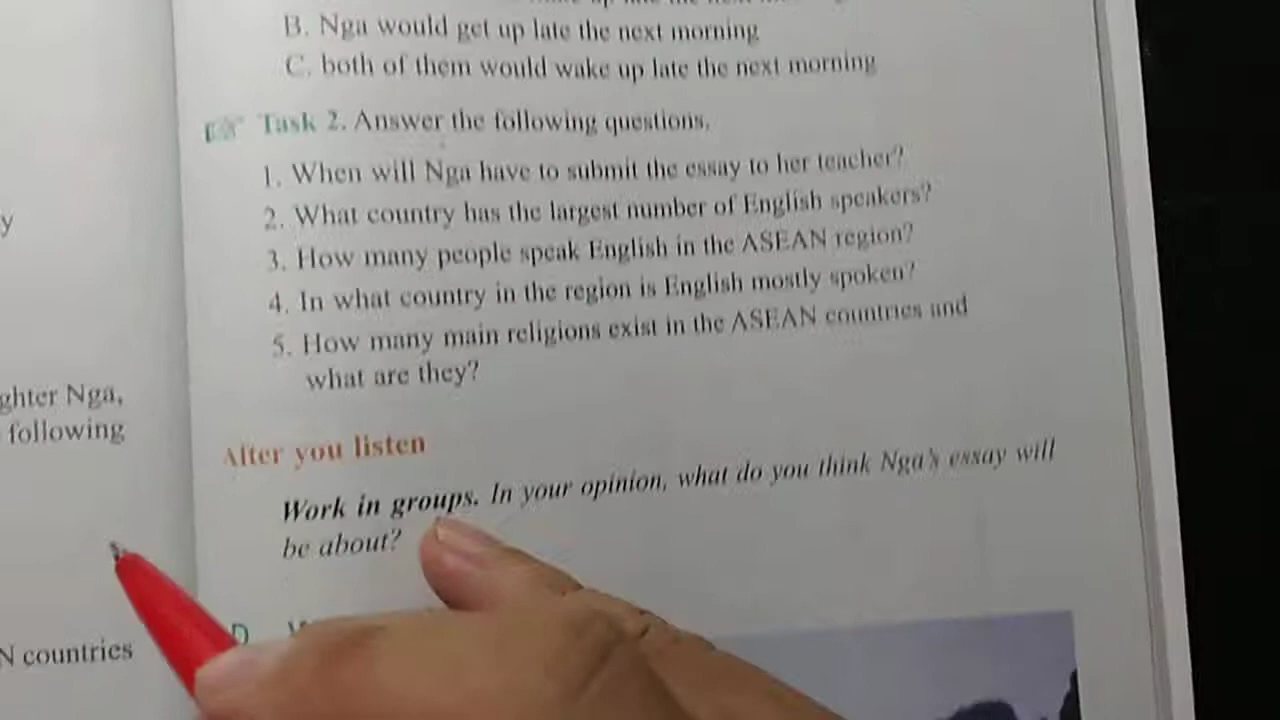 y
ghter Nga,
following
N countries
B. Nga would get up late the next morning
C. both of them would wake up late the next morning
Task 2. Answer the following questions.
1. When will Nga have to submit the essay to her teacher?
2. What country has the largest number of English speakers?
3. How many people speak English in the ASEAN region?
4. In what country in the region is English mostly spoken?
5. How many main religions exist in the ASEAN countries and
what are they?
After you listen
Work in groups. In your opinion, what do you think Nga's essay will
be about?
D